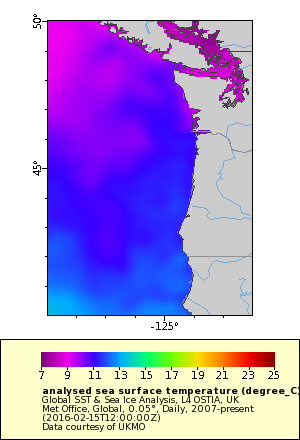 50°
45°
-125°
7 9 11 13 15 17 19 21 23 25
analysed sea surface temperature (degree_C)
Global SST & Sea Ice Analysis, L4 OSTIA, UK
Met Office, Global, 0.05°, Daily, 2007-present
(2016-02-15T12:00:00Z)
Data courtesy of UKMO